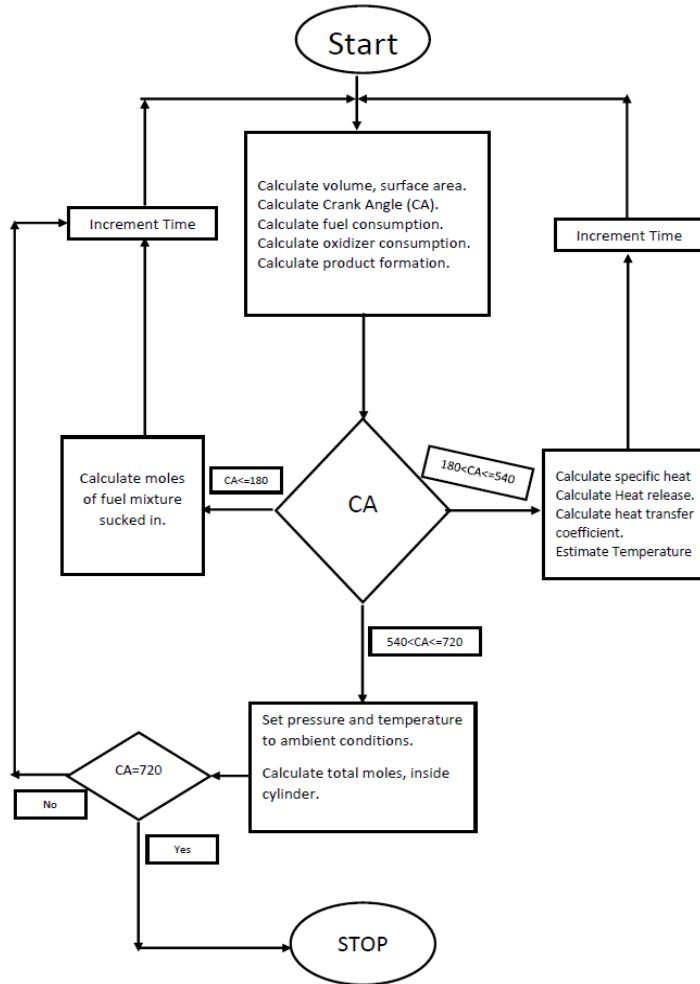 Start
Calculate volume, surface area.
Calculate Crank Angle (CA).
Calculate fuel consumption.
Calculate oxidizer consumption.
Calculate product formation.
Increment Time
Increment Time
Calculate moles
of fuel mixture
sucked in.
CA<=180
CA
180<CA<=540
Calculate specific heat
Calculate Heat release.
Calculate heat transfer
coefficient.
Estimate Temperature
540<CA<=720
Set pressure and temperature
to ambient conditions.
Calculate total moles, inside
cylinder.
CA=720
No
Yes
STOP